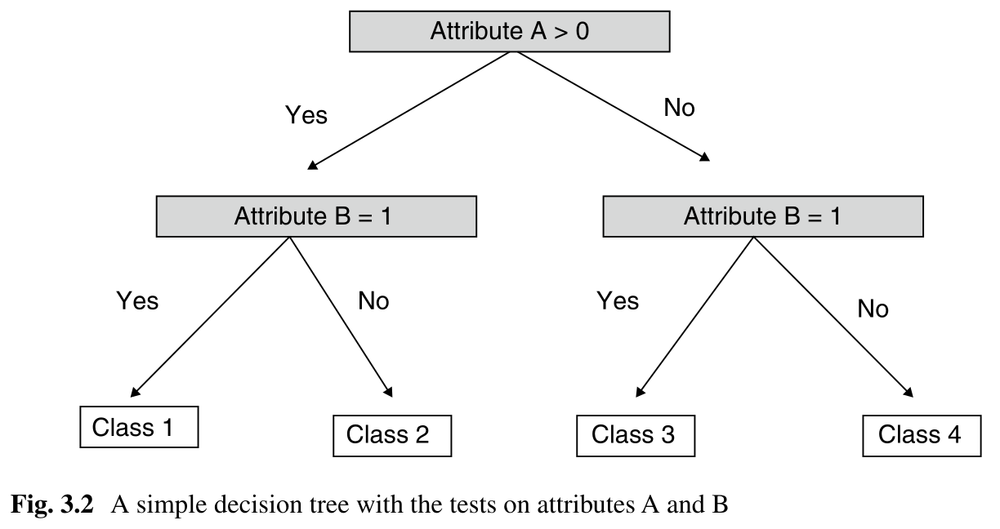 Attribute A > 0
Yes
No
Attribute B = 1
Attribute B = 1
Yes
No
Yes
No
Class 1
Class 2
Class 3
Class 4
Fig. 3.2 A simple decision tree with the tests on attributes A and B